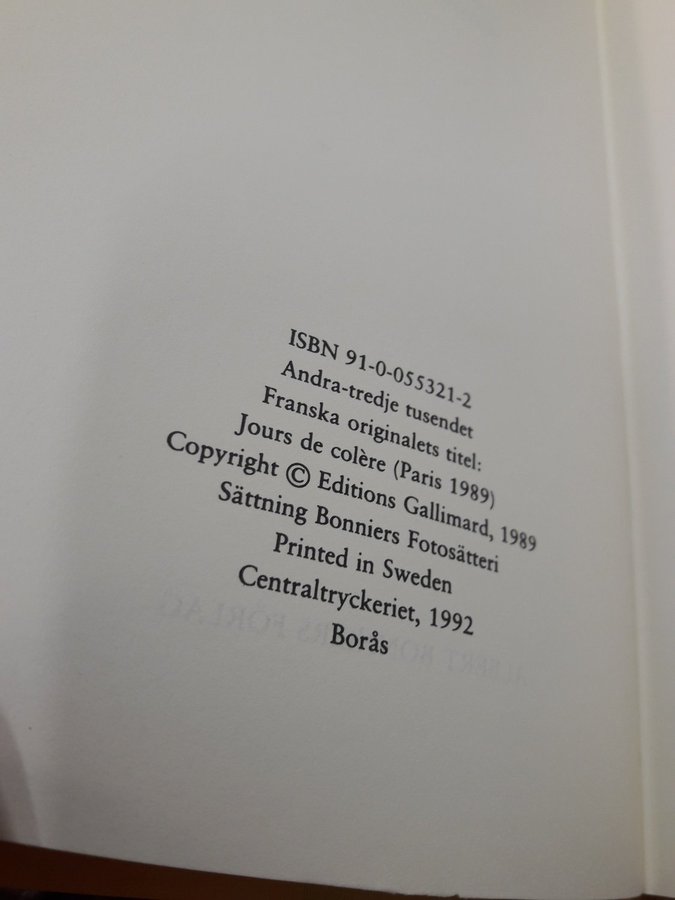 ISBN 91-0-055321-2
Andra-tredje tusendet
Franska originalets titel:
Jours de colère (Paris 1989)
Copyright © Editions Gallimard, 1989
Sättning Bonniers Fotosätteri
Printed in Sweden
Centraltryckeriet, 1992
Borås